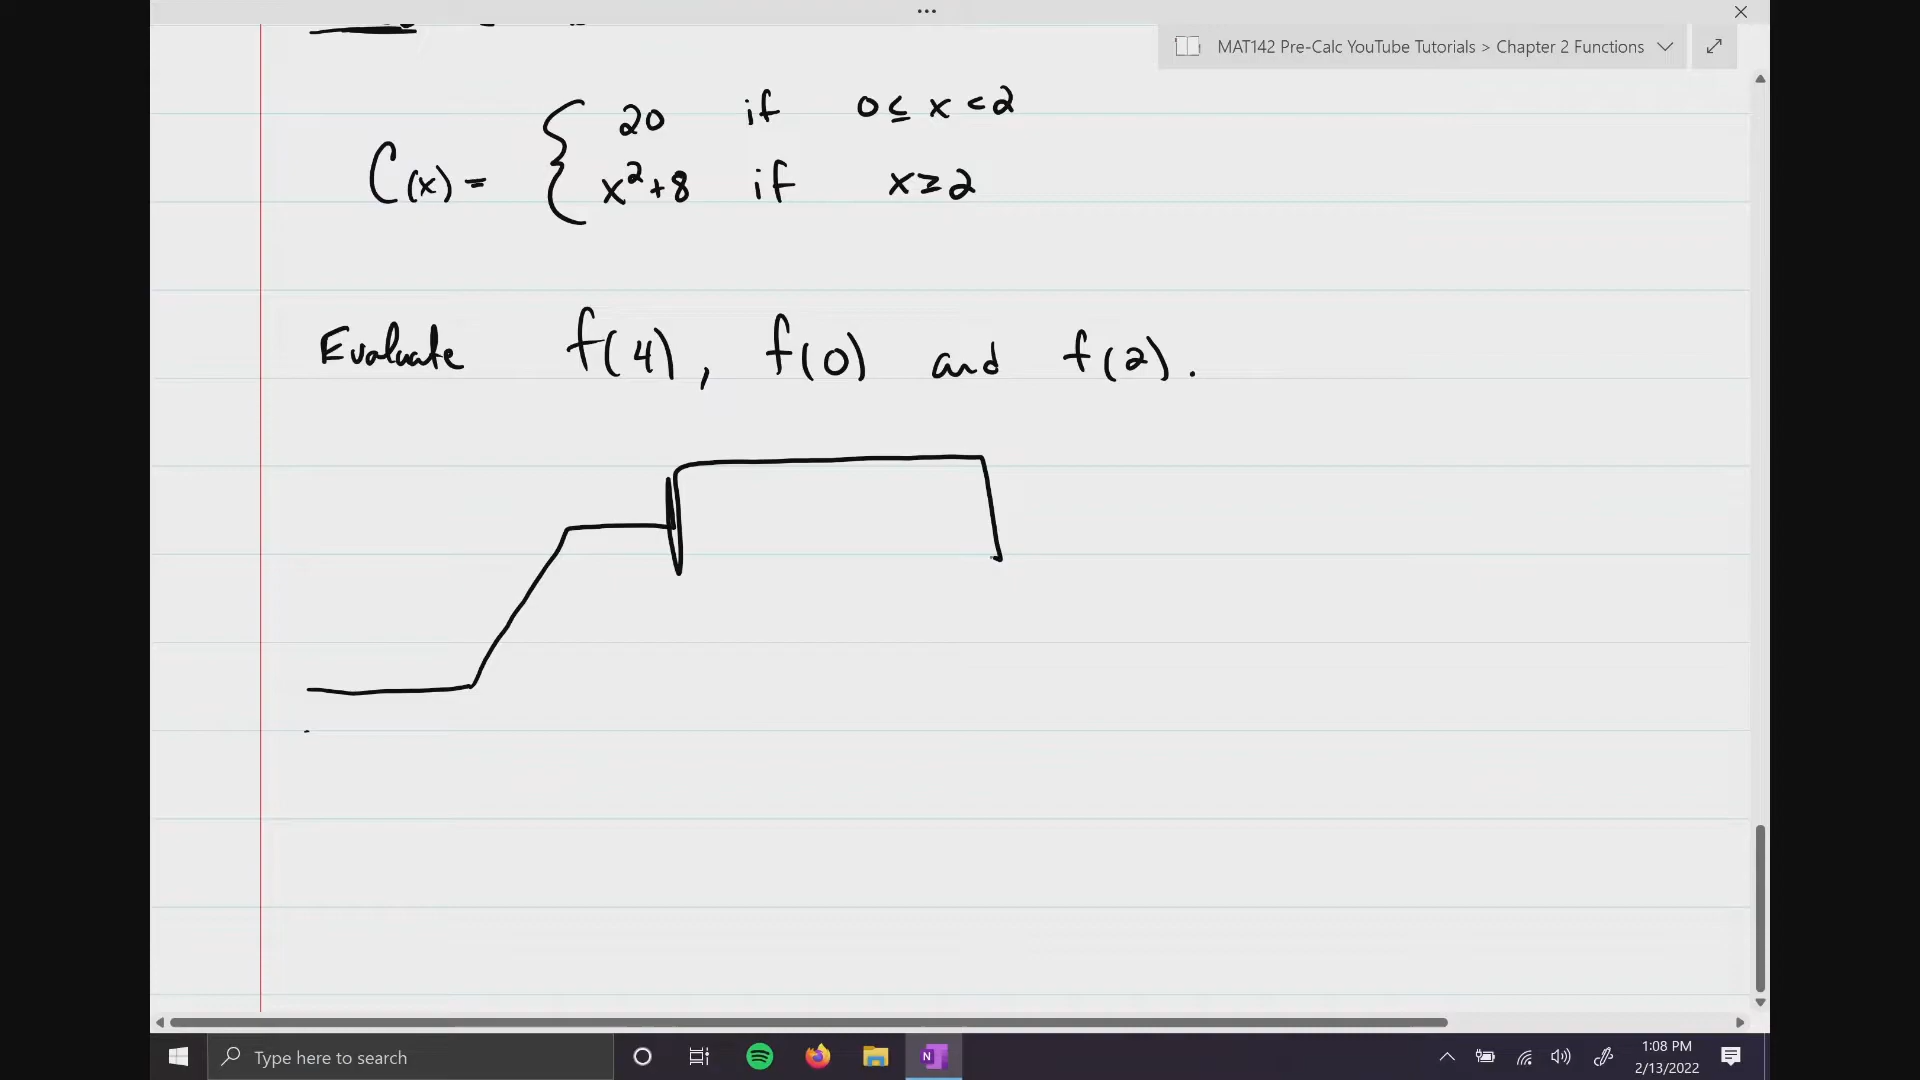 MAT142 Pre-Calc YouTube Tutorials > Chapter 2 Functions
20 if 0 ≤ x < 2
C(x) =
x²+8 if x ≥ 2
Evaluate f(4), f(0) and f(2).
Type here to search
N
1:08 PM
2/13/2022